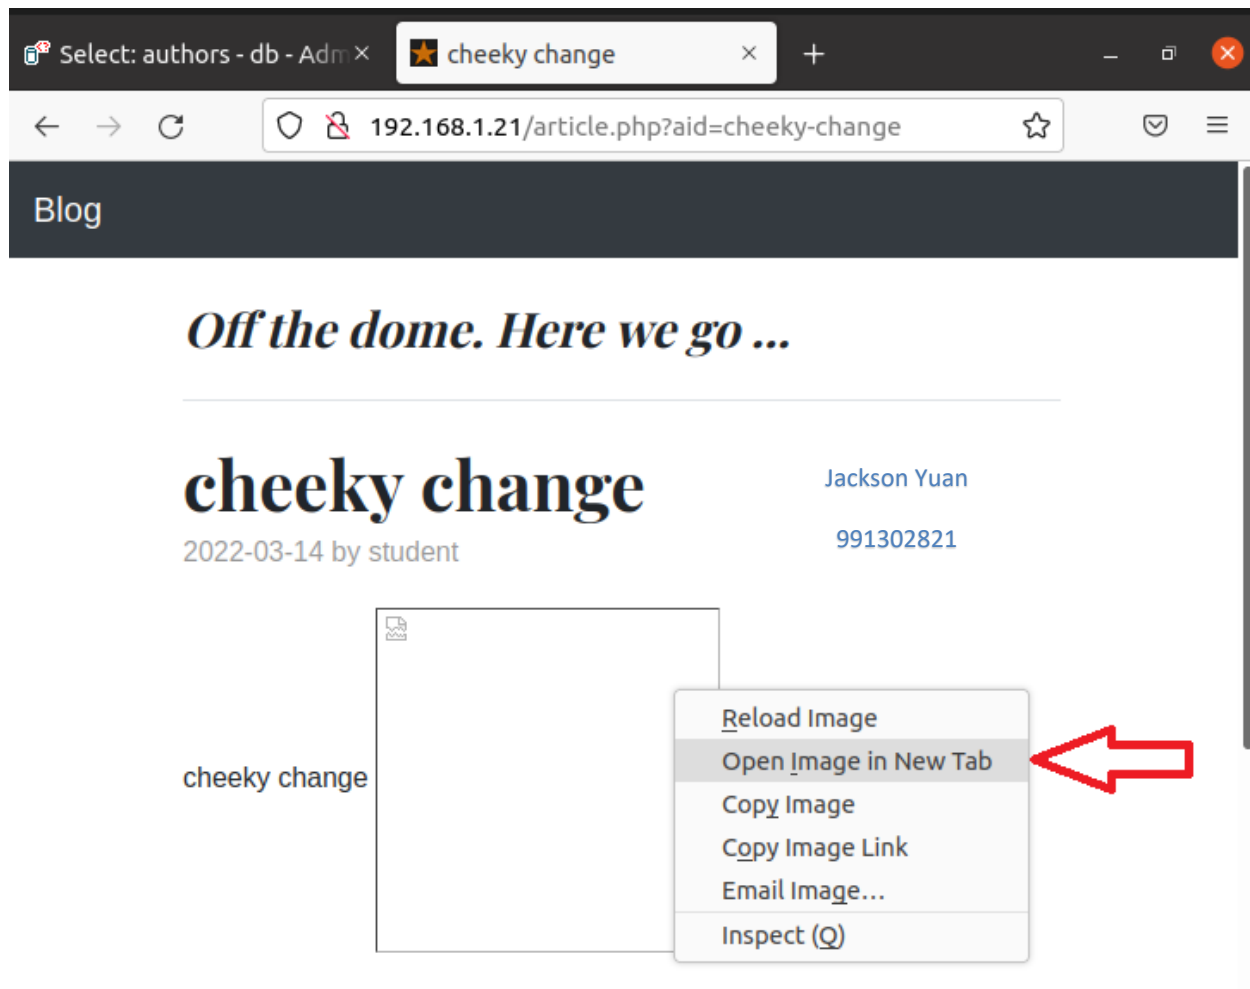 Select: authors - db - Adm
cheeky change
192.168.1.21/article.php?aid=cheeky-change
Blog
Off the dome. Here we go ...
cheeky change
Jackson Yuan
2022-03-14 by student
991302821
cheeky change
Reload Image
Open Image in New Tab
Copy Image
Copy Image Link
Email Image...
Inspect (Q)